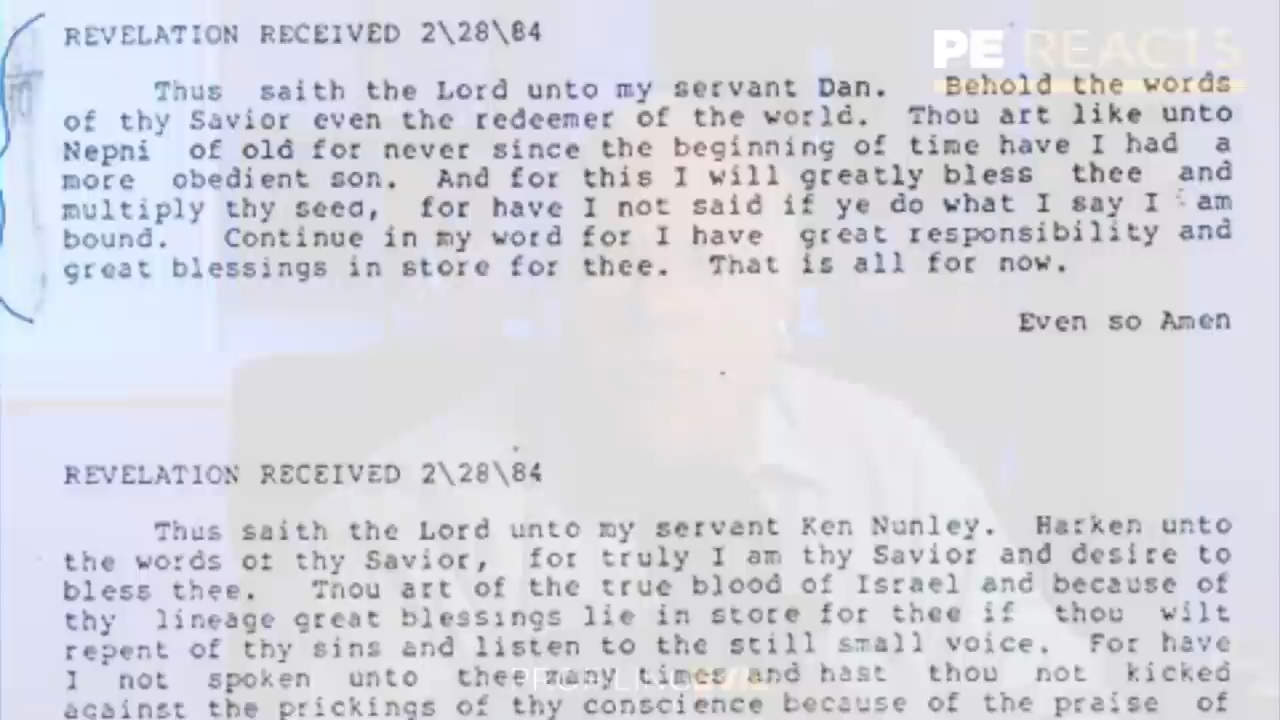 REVELATION RECEIVED 2\28\84
PE REACTS
Thus saith the Lord unto my servant Dan. Behold the words
of thy Savior even the redeemer of the world. Thou art like unto
Nepni of old for never since the beginning of time have I had a
more obedient son. And for this I will greatly bless thee and
multiply thy seed, for have I not said if ye do what I say I am
bound. Continue in my word for I have great responsibility and
great blessings in store for thee. That is all for now.
Even so Amen
REVELATION RECEIVED 2\28\84
Thus saith the Lord unto my servant Ken Nunley. Harken unto
the words of thy Savior, for truly I am thy Savior and desire to
bless thee. Thou art of the true blood of Israel and because of
thy lineage great blessings lie in store for thee if thou wilt
repent of thy sins and listen to the still small voice. For have
I not spoken unto thee many times and hast thou not kicked
PROFILING EVIL
against the prickings of thy conscience because of the praise of